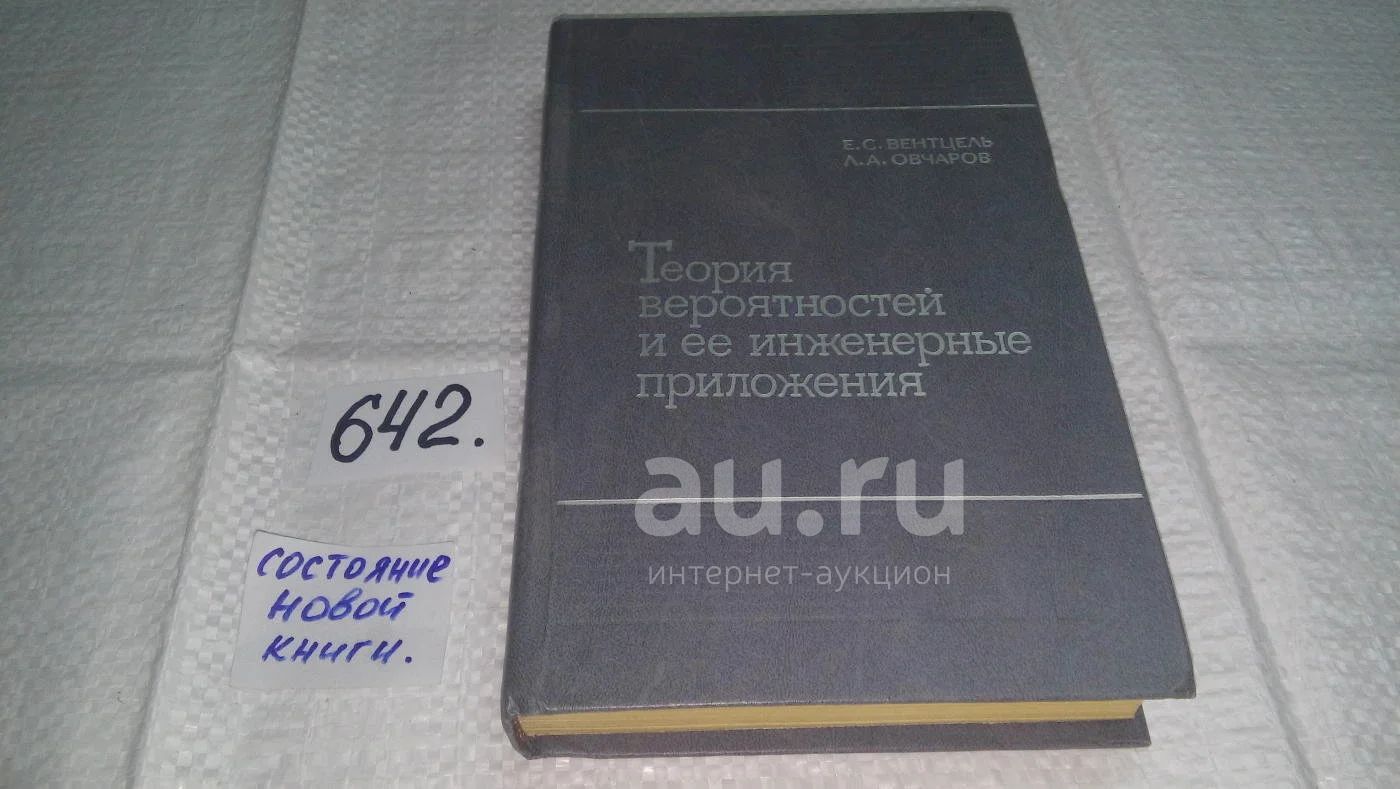 Е. С. ВЕНТЦЕЛЬ
Л. А. ОВЧАРОВ
Теория
вероятностей
и ее инженерные
приложения
642.
au.ru
интернет-аукцион
состояние
новой
книги.